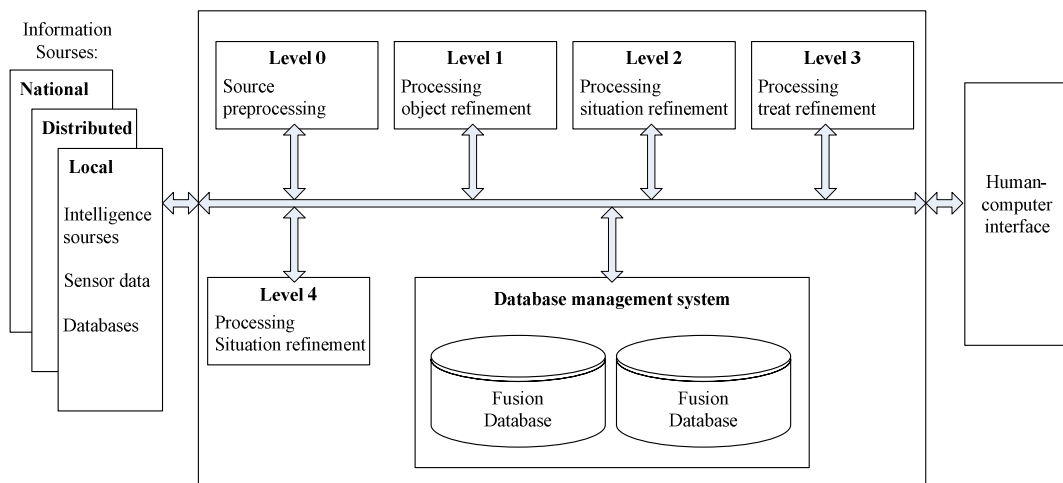 Information
Sourses:
National
Distributed
Local
Intelligence
sourses
Sensor data
Databases
Level 0
Source
preprocessing
Level 1
Processing
object refinement
Level 2
Processing
situation refinement
Level 3
Processing
treat refinement
Human-
computer
interface
Level 4
Processing
Situation refinement
Database management system
Fusion
Database
Fusion
Database